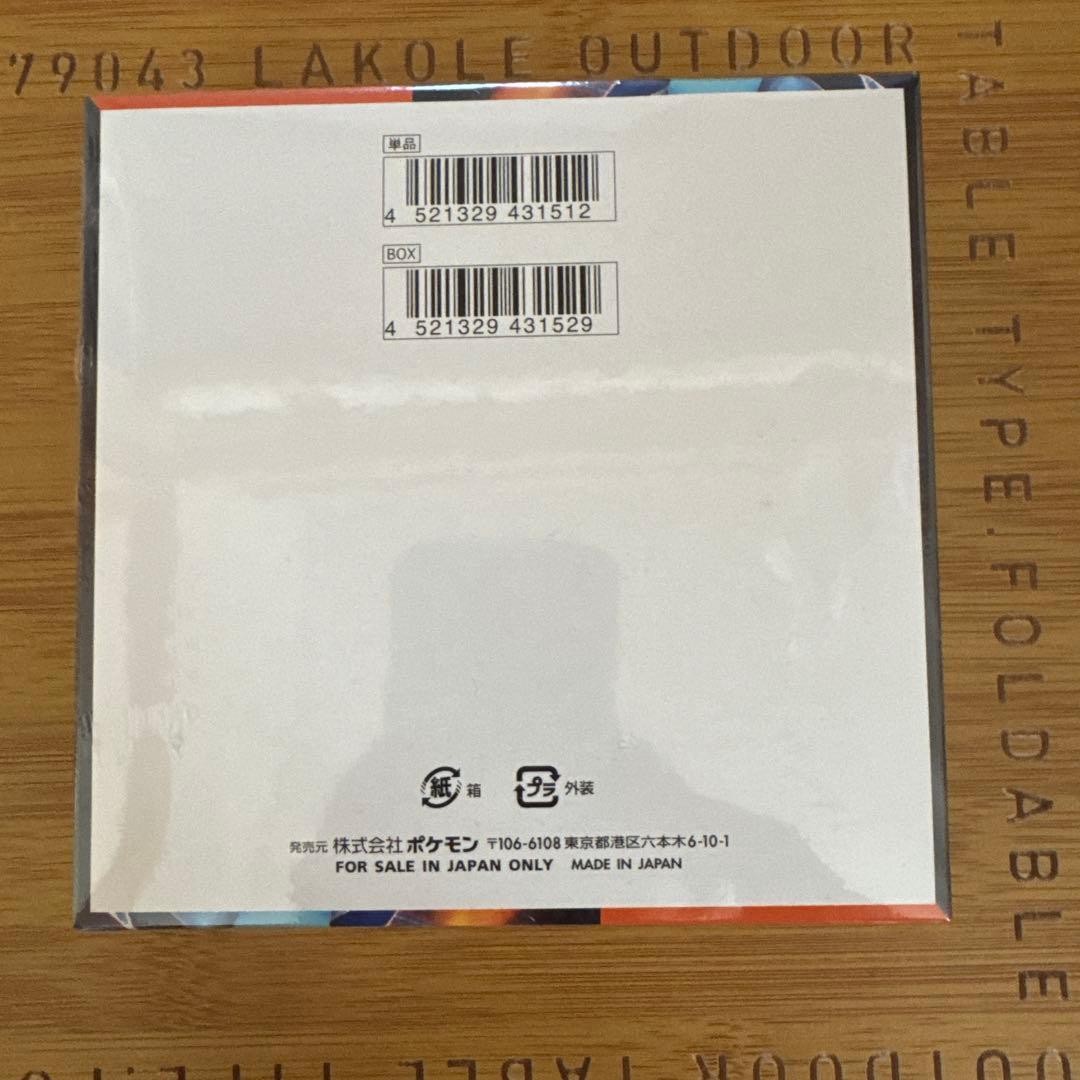 79043 LAKOLE OUTDOOR
TABLE TYPE.FOLDABLE
単品
4 521329 431512
BOX
4 521329 431529
紙 箱 プラ 外装
発売元 株式会社ポケモン 〒106-6108 東京都港区六本木6-10-1
FOR SALE IN JAPAN ONLY MADE IN JAPAN
OUTDOOR TABLE